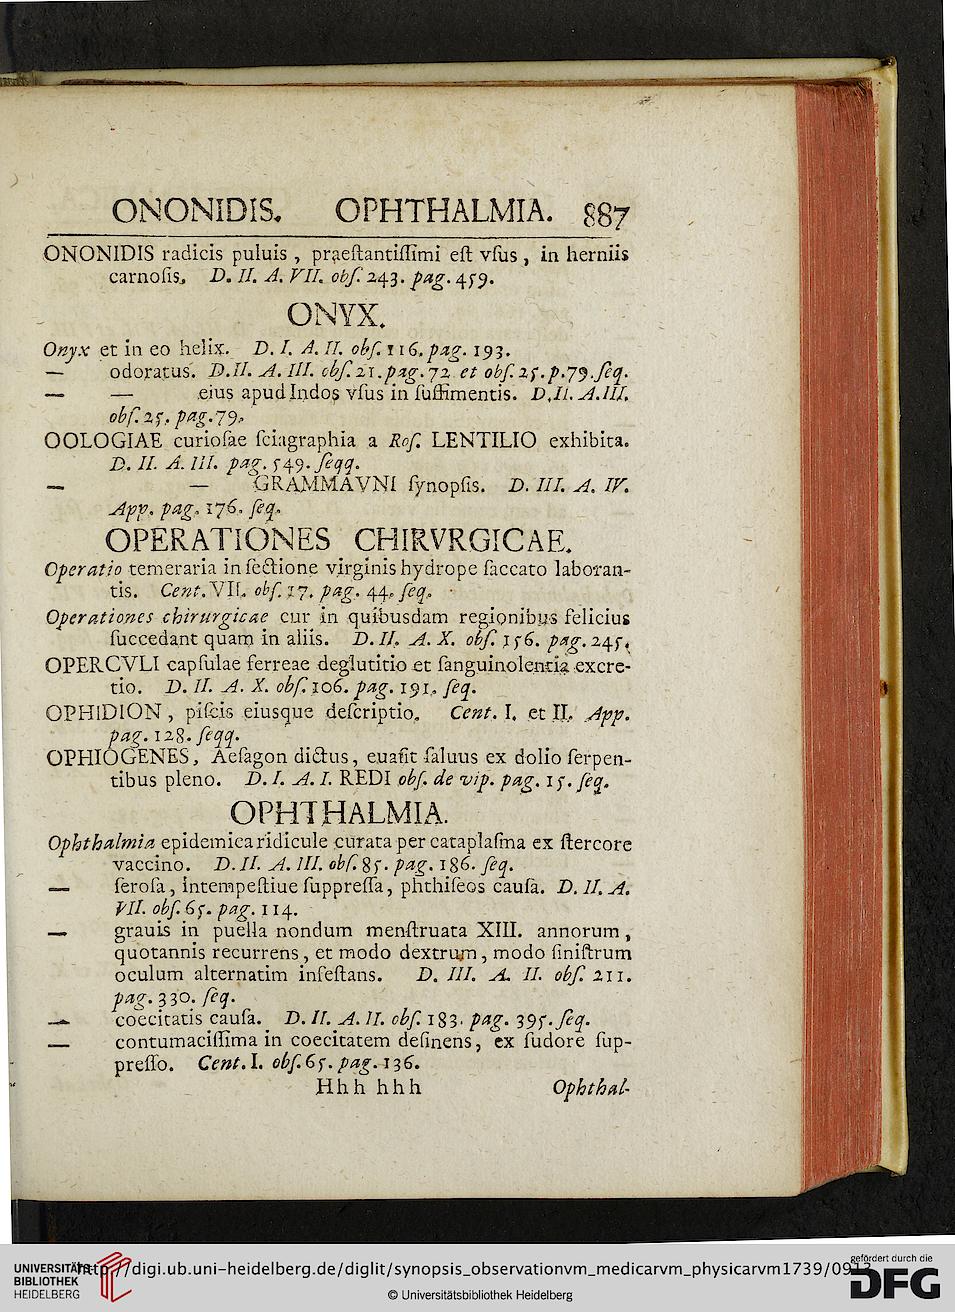 ONONIDIS. OPHTHALMIA. 887
ONONIDIS radicis puluis, praeſtantiſſimi eſt vſus, in herniis
carnoſis. D. II. A. VII. obſ. 243. pag. 459.
ONYX.
Onyx et in eo helix. D. I. A. II. obſ. 116. pag. 193.
— odoratus. D. II. A. III. obſ. 21. pag. 72 et obſ. 25. p. 79. ſeq.
— — eius apud Indos vſus in ſuffimentis. D. II. A. III.
obſ. 25. pag. 79.
OOLOGIAE curioſae ſciagraphia a Roſ. LENTILIO exhibita.
D. II. A. III. pag. 549. ſeqq.
— — GRAMMAVNI ſynopſis. D. III. A. IV.
App. pag. 176. ſeq.
OPERATIONES CHIRVRGICAE.
Operatio temeraria in ſectione virginis hydrope ſaccato laboran-
tis. Cent. VII. obſ. 17. pag. 44. ſeq.
Operationes chirurgicae cur in quibusdam regionibus felicius
ſuccedant quam in aliis. D. II. A. X. obſ. 156. pag. 245.
OPERCVLI capſulae ferreae deglutitio et ſanguinolentia excre-
tio. D. II. A. X. obſ. 106. pag. 191. ſeq.
OPHIDION, piſcis eiusque deſcriptio. Cent. I. et II. App.
pag. 128. ſeqq.
OPHIOGENES, Aeſagon dictus, euaſit ſaluus ex dolio ſerpen-
tibus pleno. D. I. A. I. REDI obſ. de vip. pag. 15. ſeq.
OPHTHALMIA.
Ophthalmia epidemica ridicule curata per cataplaſma ex ſtercore
vaccino. D. II. A. III. obſ. 85. pag. 186. ſeq.
— ſeroſa, intempeſtiue ſuppreſſa, phthiſeos cauſa. D. II. A.
VII. obſ. 65. pag. 114.
— grauis in puella nondum menſtruata XIII. annorum,
quotannis recurrens, et modo dextrum, modo ſiniſtrum
oculum alternatim infeſtans. D. III. A. II. obſ. 211.
pag. 330. ſeq.
— coecitatis cauſa. D. II. A. II. obſ. 183. pag. 395. ſeq.
— contumaciſſima in coecitatem deſinens, ex ſudore ſup-
preſſo. Cent. I. obſ. 65. pag. 136.
Hhh hhh Ophthal-
UNIVERSITÄTS-
BIBLIOTHEK
HEIDELBERG
http://digi.ub.uni-heidelberg.de/diglit/synopsis_observationvm_medicarvm_physicarvm1739/0913
© Universitätsbibliothek Heidelberg
gefördert durch die
DFG